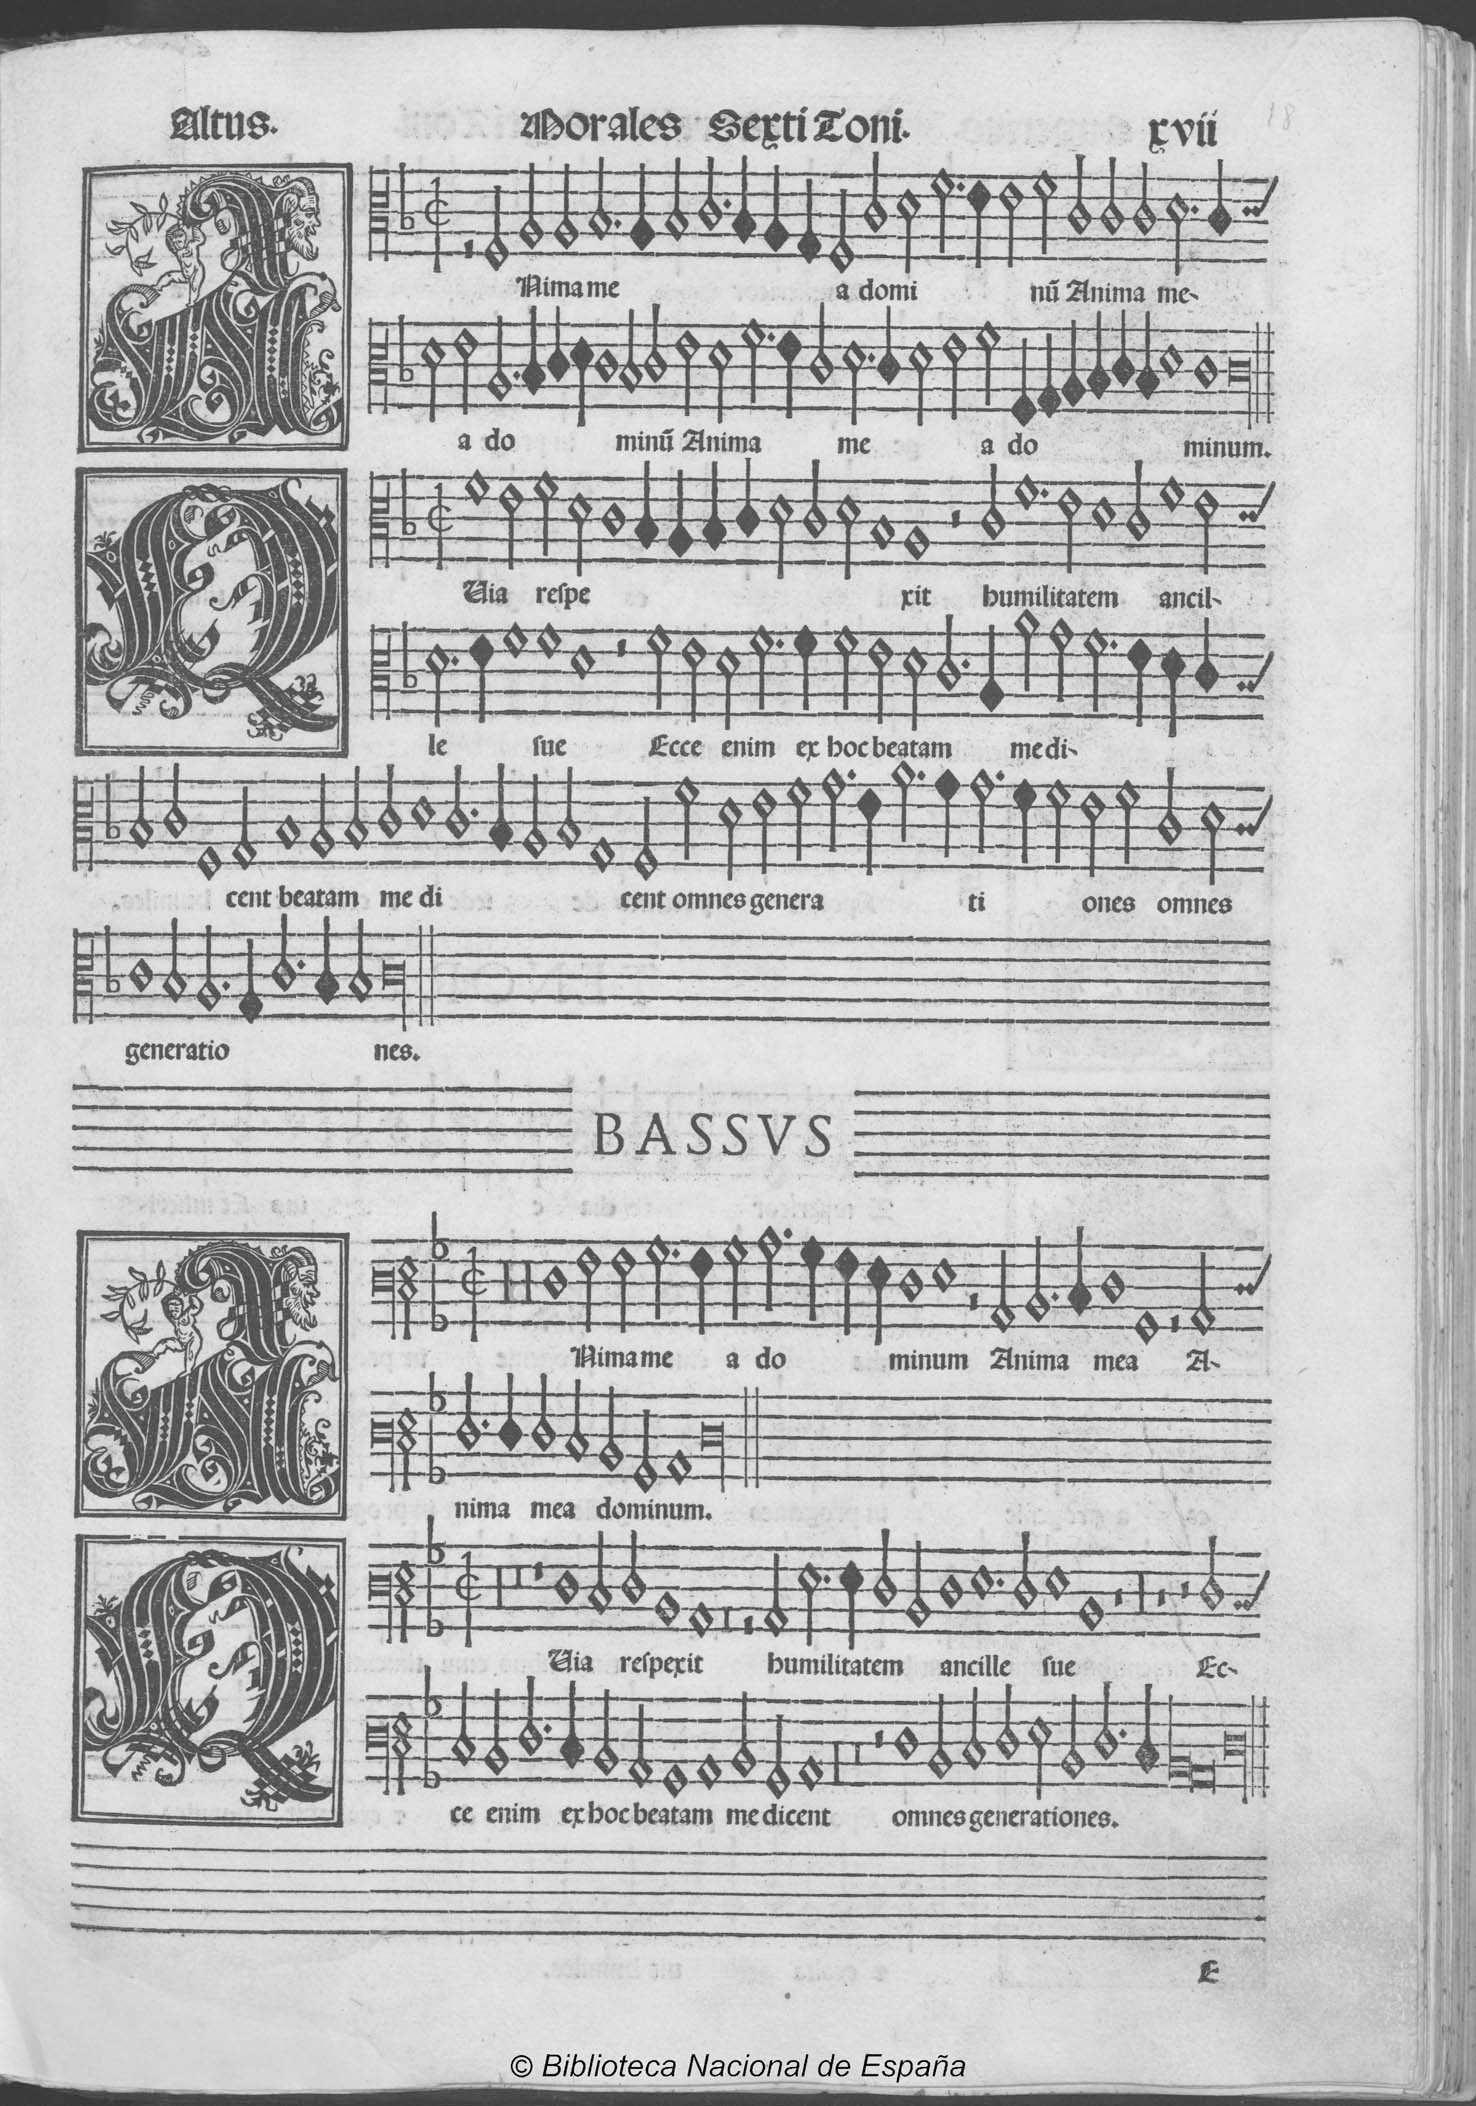 Altus. Morales Sexti Toni. xvii
18
A Nima me a domi nũ Anima me-
a do minũ Anima me a do minum.
Q Uia respe xit humilitatem ancil-
le sue Ecce enim ex hoc beatam me di-
cent beatam me di cent omnes genera ti ones omnes
generatio nes.
BASSVS
A Nima me a do minum Anima mea A-
nima mea dominum.
Q Uia respexit humilitatem ancille sue Ec-
ce enim ex hoc beatam me dicent omnes generationes.
E
© Biblioteca Nacional de España